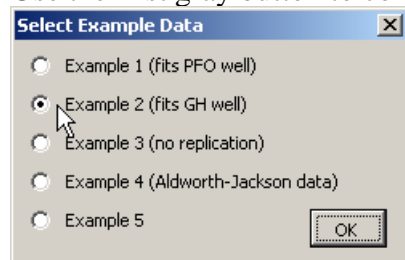 Select Example Data
Example 1 (fits PFO well)
Example 2 (fits GH well)
Example 3 (no replication)
Example 4 (Aldworth-Jackson data)
Example 5
OK